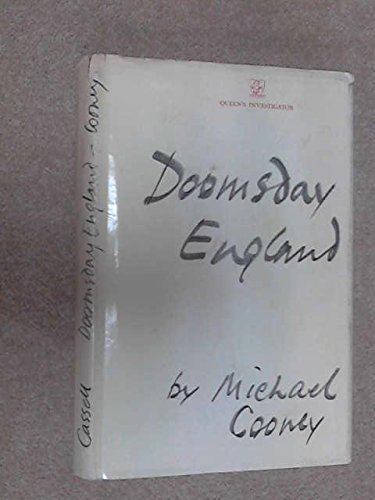 QUEEN'S INVESTIGATOR
Doomsday
England
by Michael
Cooney
Cassell Doomsday England - Cooney